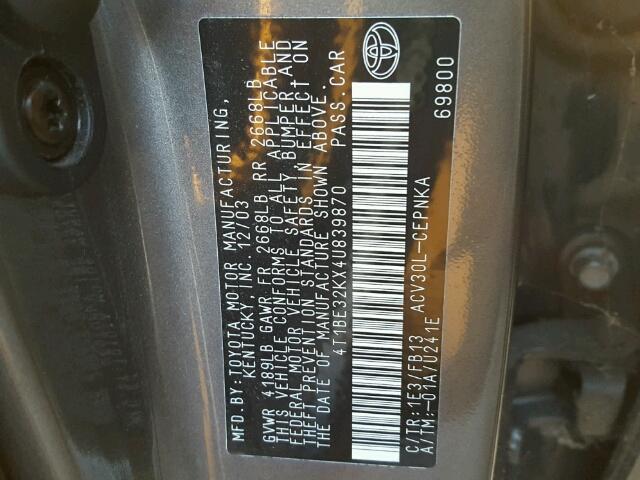 MFD. BY: TOYOTA MOTOR MANUFACTURING,
KENTUCKY, INC. 12/03
GVWR 4189LB GAWR FR 2668LB RR 2668LB
THIS VEHICLE CONFORMS TO ALL APPLICABLE
FEDERAL MOTOR VEHICLE SAFETY, BUMPER AND
THEFT PREVENTION STANDARDS IN EFFECT ON
THE DATE OF MANUFACTURE SHOWN ABOVE.
4T1BE32KX4U839870 PASS.CAR
C/TR:1E3/FB13 ACV30L-CEPNKA
A/TM:-01A/U241E 69800